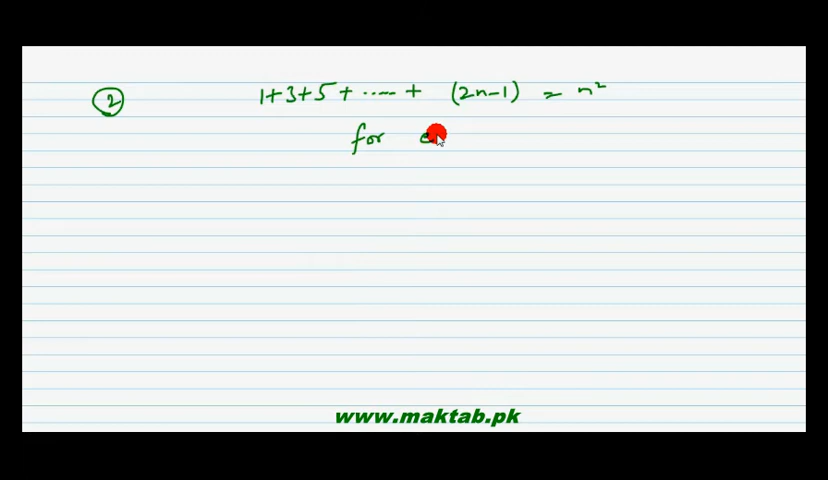 ② 1+3+5+.....+ (2n-1) = n²
for
www.maktab.pk